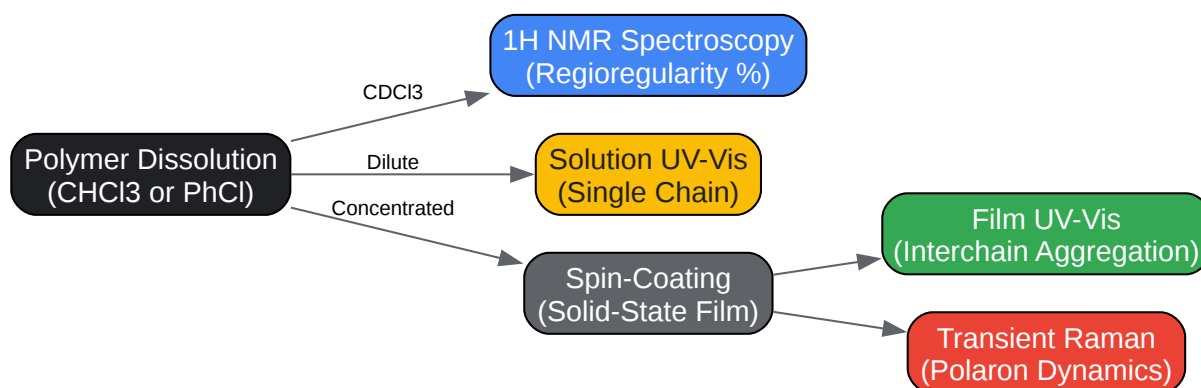 1H NMR Spectroscopy
(Regioregularity %)
CDCl3
Polymer Dissolution
(CHCl3 or PhCl)
Dilute
Solution UV-Vis
(Single Chain)
Concentrated
Spin-Coating
(Solid-State Film)
Film UV-Vis
(Interchain Aggregation)
Transient Raman
(Polaron Dynamics)